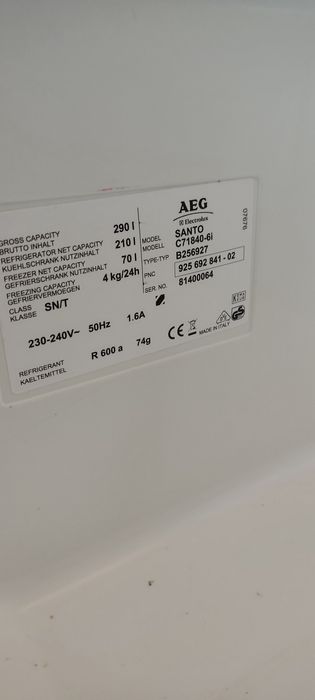 AEG
Electrolux
07676
GROSS CAPACITY 290 l
BRUTTO INHALT
REFRIGERATOR NET CAPACITY 210 l
KUEHLSCHRANK NUTZINHALT
FREEZER NET CAPACITY 70 l
GEFRIERSCHRANK NUTZINHALT
FREEZING CAPACITY 4 kg/24h
GEFRIERVERMOEGEN
CLASS SN/T
KLASSE
MODEL SANTO
MODELL C71840-6i
TYPE-TYP B256927
PNC 925 692 841 - 02
SER. NO. 81400064
230-240V~ 50Hz 1.6A
REFRIGERANT R 600 a 74g
KAELTEMITTEL
CE
MADE IN ITALY